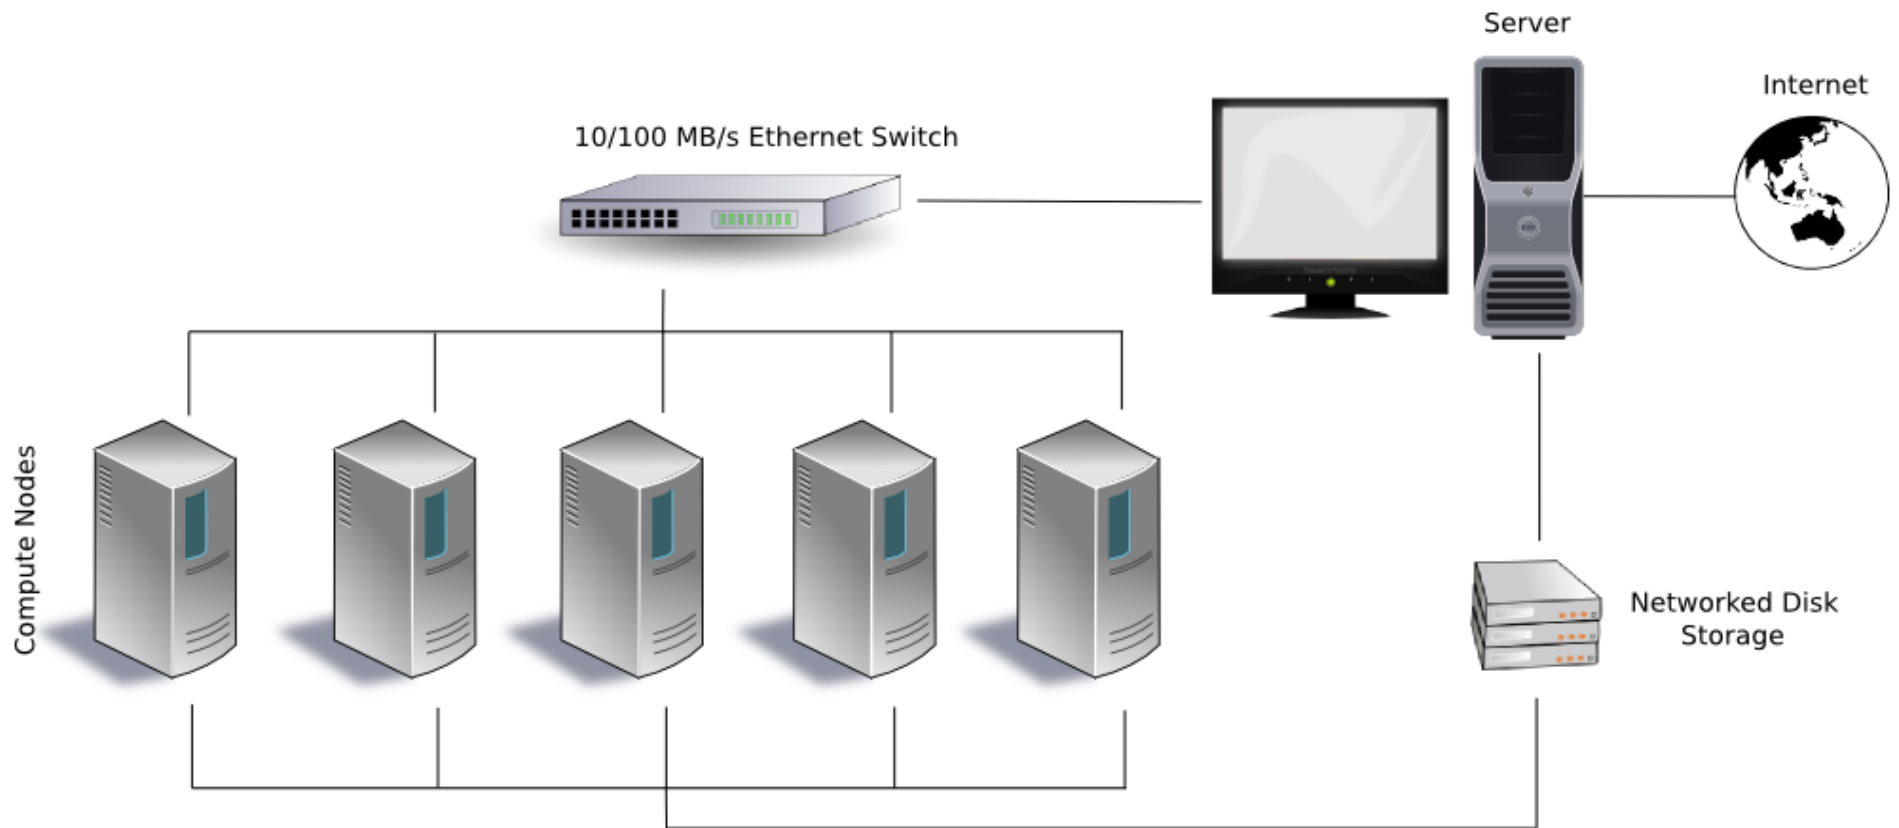 Server
Internet
10/100 MB/s Ethernet Switch
Compute Nodes
Networked Disk
Storage